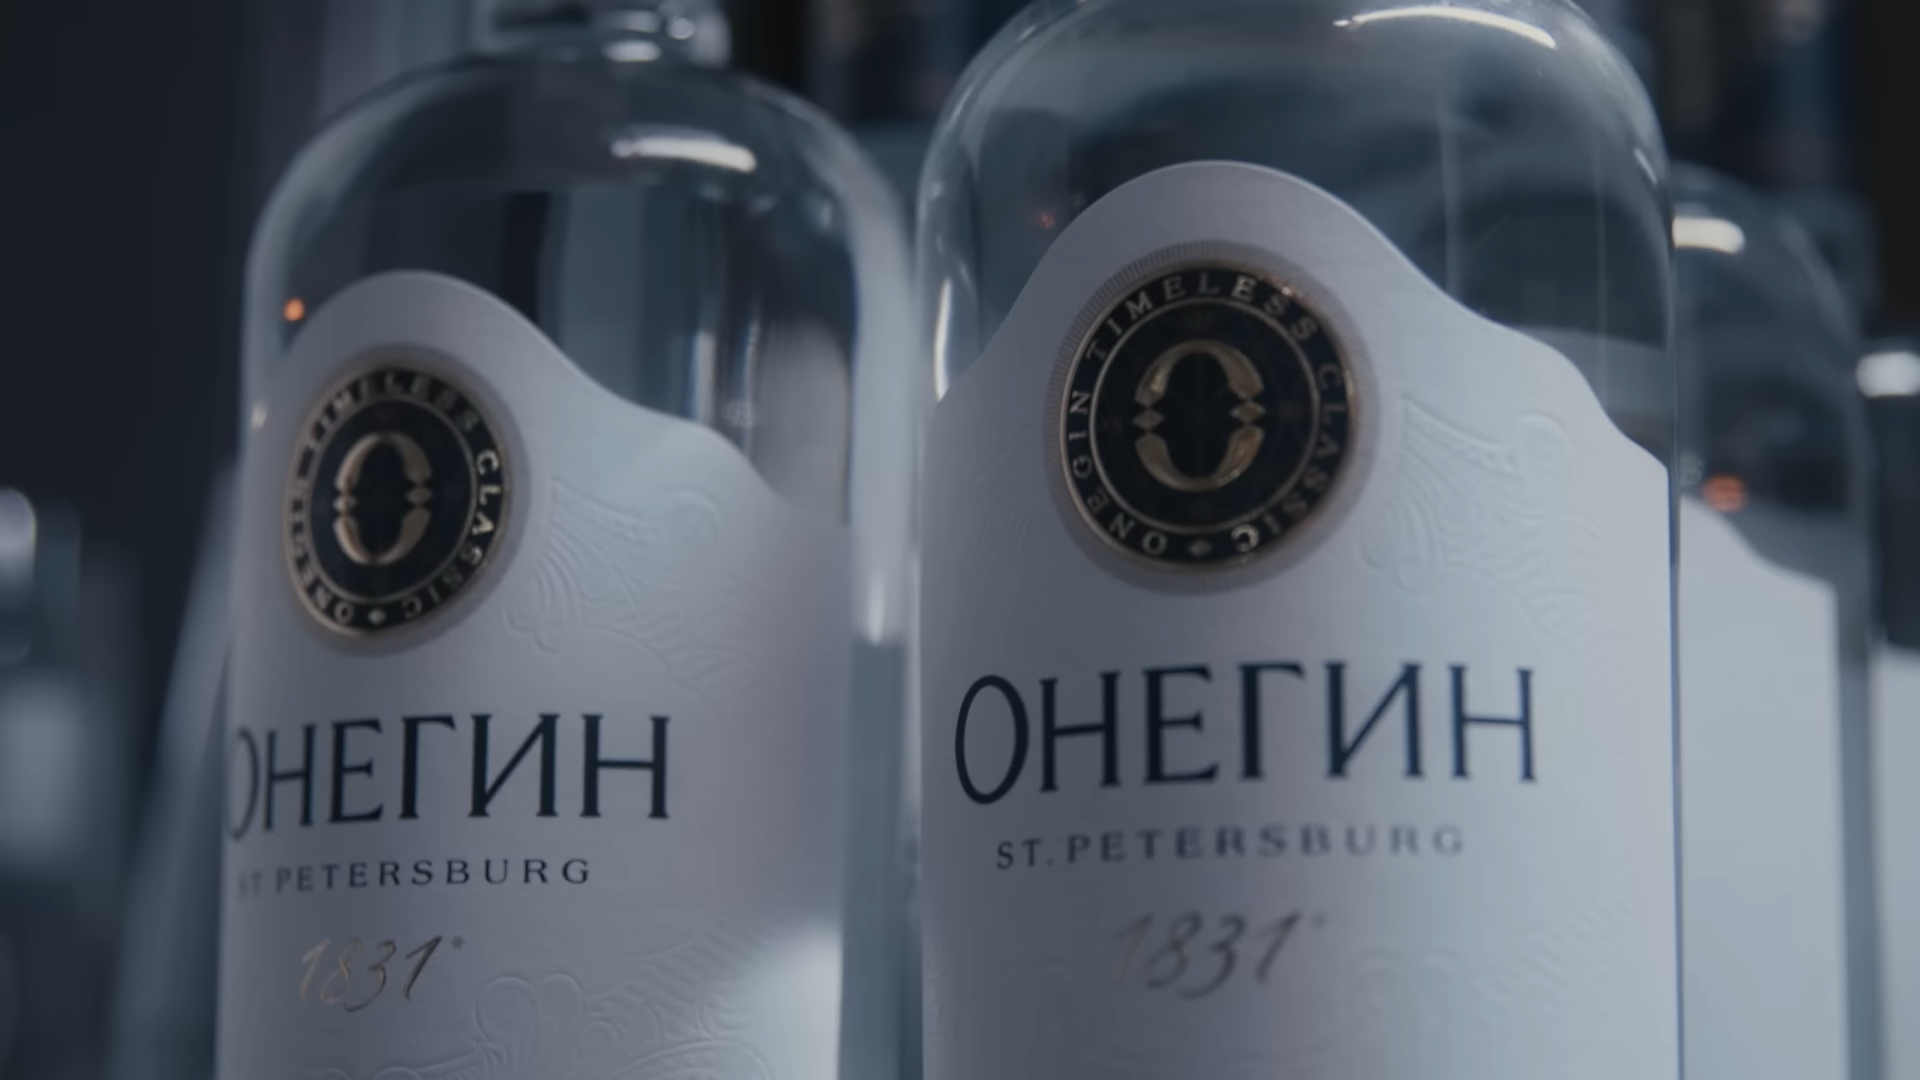 ONEGIN TIMELESS CLASSIC
ОНЕГИН
ST PETERSBURG
1831*
ONEGIN TIMELESS CLASSIC
ОНЕГИН
ST. PETERSBURG
1831*